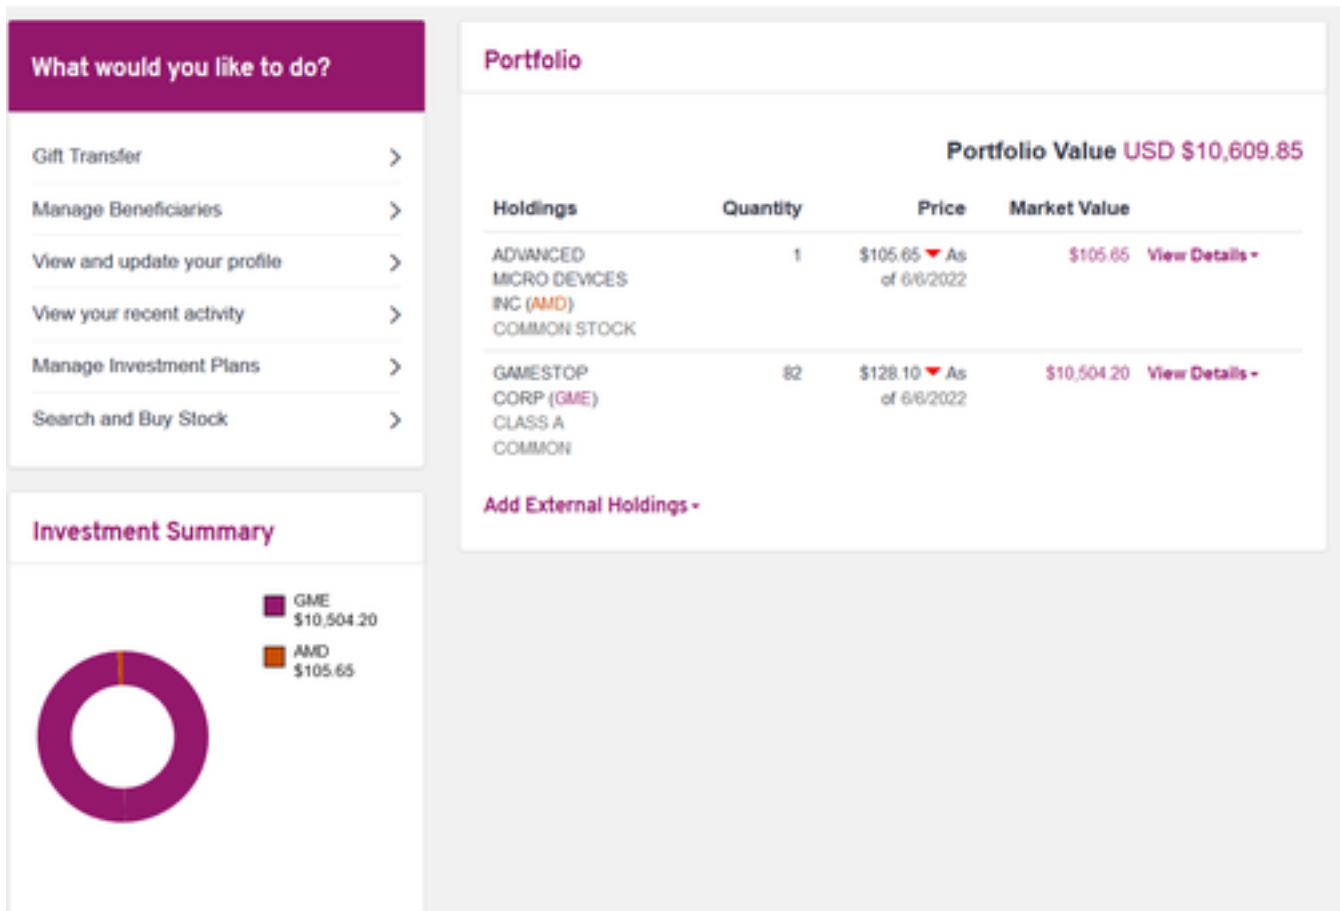 What would you like to do?
Gift Transfer
Manage Beneficiaries
View and update your profile
View your recent activity
Manage Investment Plans
Search and Buy Stock
Investment Summary
GME
$10,504.20
AMD
$105.65
Portfolio
Portfolio Value USD $10,609.85
Holdings Quantity Price Market Value
ADVANCED 1 $105.65 As $105.65 View Details
MICRO DEVICES of 6/6/2022
INC (AMD)
COMMON STOCK
GAMESTOP 82 $128.10 As $10,504.20 View Details
CORP (GME) of 6/6/2022
CLASS A
COMMON
Add External Holdings